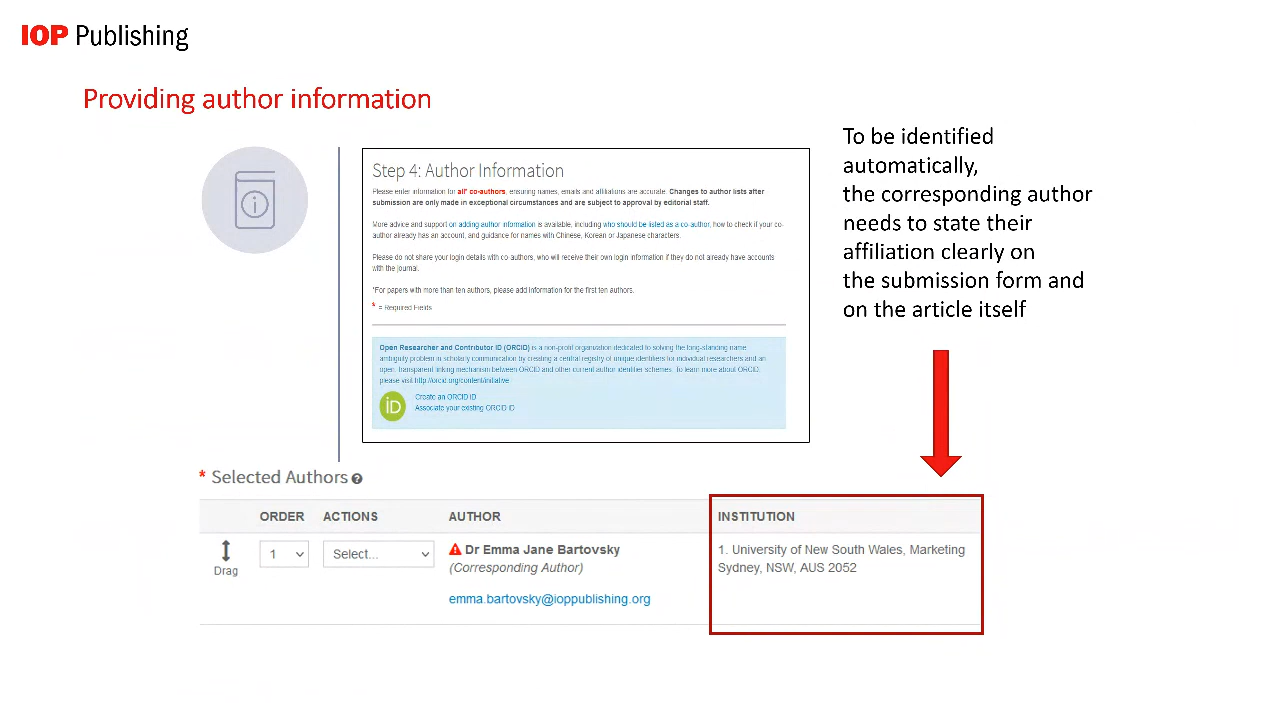 IOP Publishing
Providing author information
To be identified
automatically,
the corresponding author
needs to state their
affiliation clearly on
the submission form and
on the article itself
Step 4: Author Information
Please enter information for all* co-authors, ensuring names, emails and affiliations are accurate. Changes to author lists after
submission are only made in exceptional circumstances and are subject to approval by editorial staff.
More advice and support on adding author information is available, including who should be listed as a co-author, how to check if your co-
author already has an account, and guidance for names with Chinese, Korean or Japanese characters.
Please do not share your login details with co-authors, who will receive their own login information if they do not already have accounts
with the journal.
*For papers with more than ten authors, please add information for the first ten authors.
* = Required Fields
Open Researcher and Contributor ID (ORCID) is a non-profit organization dedicated to solving the long-standing name
ambiguity problem in scholarly communication by creating a central registry of unique identifiers for individual researchers and an
open, transparent linking mechanism between ORCID and other current author identifier schemes. To learn more about ORCID,
please visit http://orcid.org/content/initiative
iD
Create an ORCID iD
Associate your existing ORCID iD
* Selected Authors ?
ORDER ACTIONS AUTHOR INSTITUTION
1 Select... Dr Emma Jane Bartovsky 1. University of New South Wales, Marketing
Drag (Corresponding Author) Sydney, NSW, AUS 2052
emma.bartovsky@ioppublishing.org